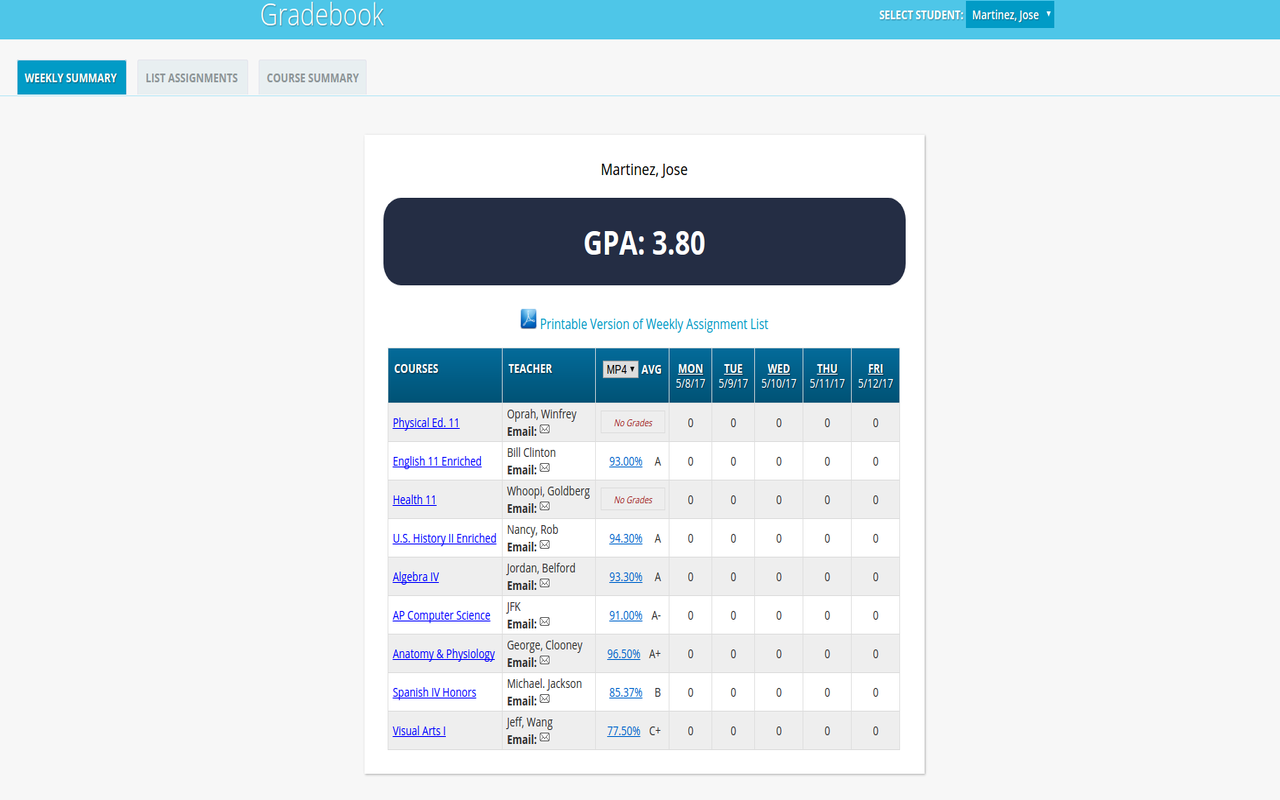 Gradebook
SELECT STUDENT: Martinez, Jose
WEEKLY SUMMARY LIST ASSIGNMENTS COURSE SUMMARY
Martinez, Jose
GPA: 3.80
Printable Version of Weekly Assignment List
COURSES TEACHER MP4 AVG MON TUE WED THU FRI
5/8/17 5/9/17 5/10/17 5/11/17 5/12/17
Physical Ed. 11 Oprah, Winfrey No Grades 0 0 0 0 0
Email:
English 11 Enriched Bill Clinton 93.00% A 0 0 0 0 0
Email:
Health 11 Whoopi, Goldberg No Grades 0 0 0 0 0
Email:
U.S. History II Enriched Nancy, Rob 94.30% A 0 0 0 0 0
Email:
Algebra IV Jordan, Belford 93.30% A 0 0 0 0 0
Email:
AP Computer Science JFK 91.00% A- 0 0 0 0 0
Email:
Anatomy & Physiology George, Clooney 96.50% A+ 0 0 0 0 0
Email:
Spanish IV Honors Michael. Jackson 85.37% B 0 0 0 0 0
Email:
Visual Arts I Jeff, Wang 77.50% C+ 0 0 0 0 0
Email: